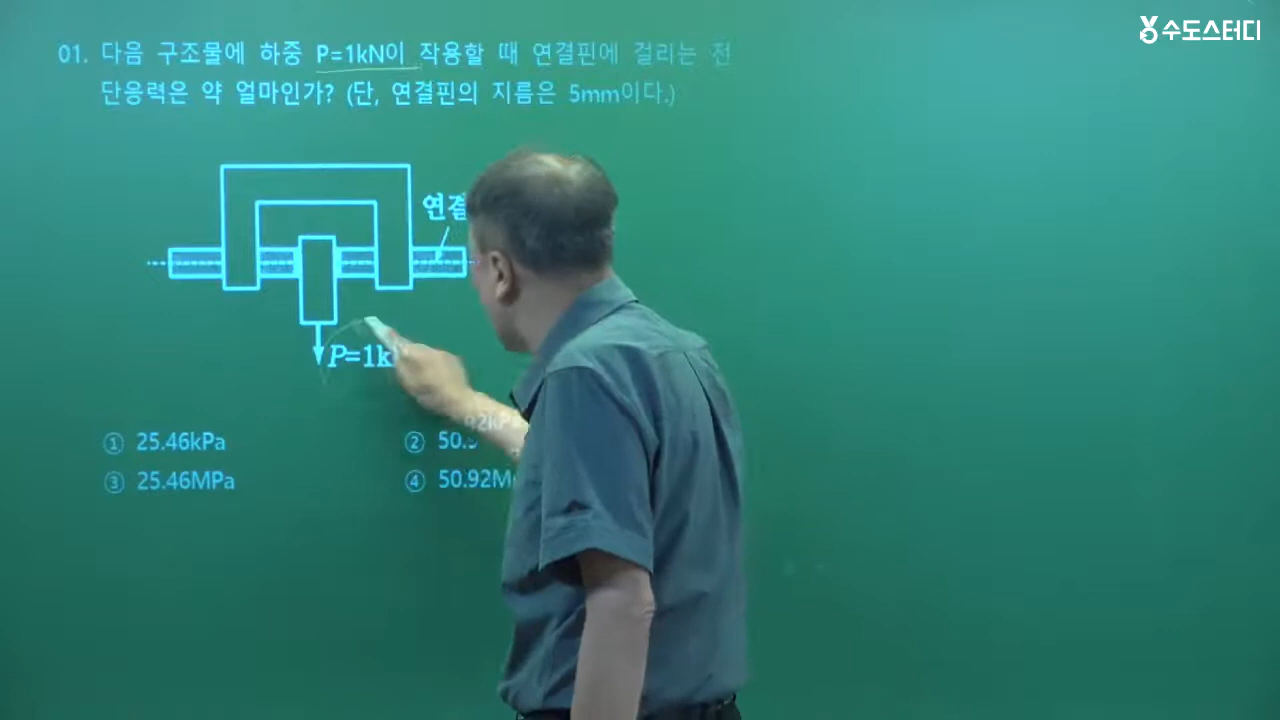 수도스터디
01. 다음 구조물에 하중 P=1kN이 작용할 때 연결핀에 걸리는 전
단응력은 약 얼마인가? (단, 연결핀의 지름은 5mm이다.)
연결
P=1k
① 25.46kPa
② 50.92kP
③ 25.46MPa
④ 50.92M